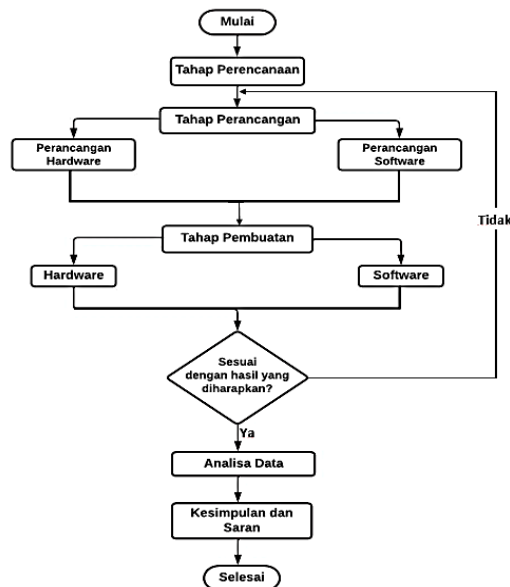 Mulai
Tahap Perencanaan
Tahap Perancangan
Perancangan
Hardware
Perancangan
Software
Tidak
Tahap Pembuatan
Hardware
Software
Sesuai
dengan hasil yang
diharapkan?
Ya
Analisa Data
Kesimpulan dan
Saran
Selesai